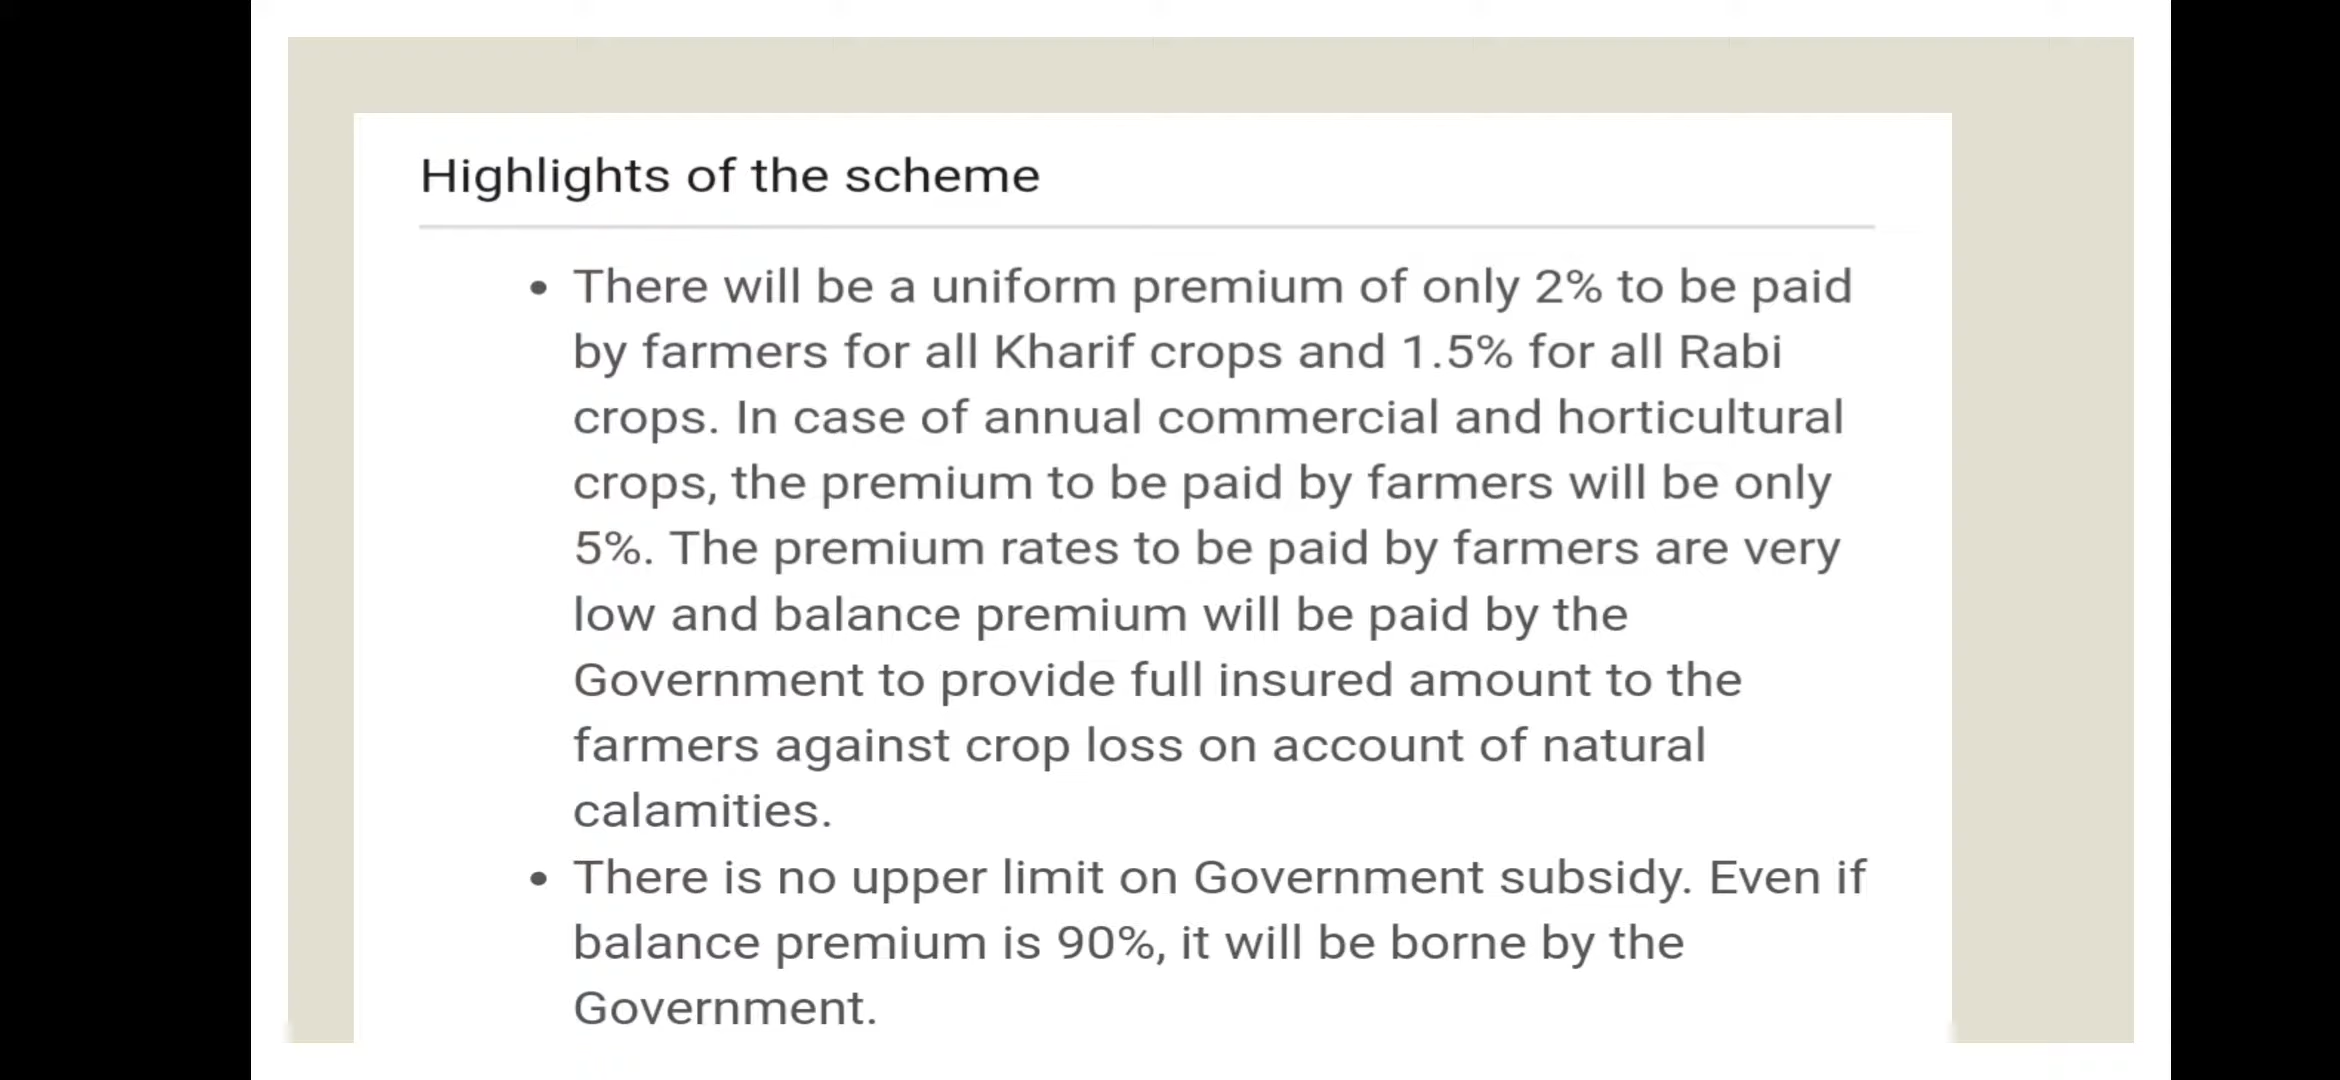 Highlights of the scheme
• There will be a uniform premium of only 2% to be paid
by farmers for all Kharif crops and 1.5% for all Rabi
crops. In case of annual commercial and horticultural
crops, the premium to be paid by farmers will be only
5%. The premium rates to be paid by farmers are very
low and balance premium will be paid by the
Government to provide full insured amount to the
farmers against crop loss on account of natural
calamities.
• There is no upper limit on Government subsidy. Even if
balance premium is 90%, it will be borne by the
Government.